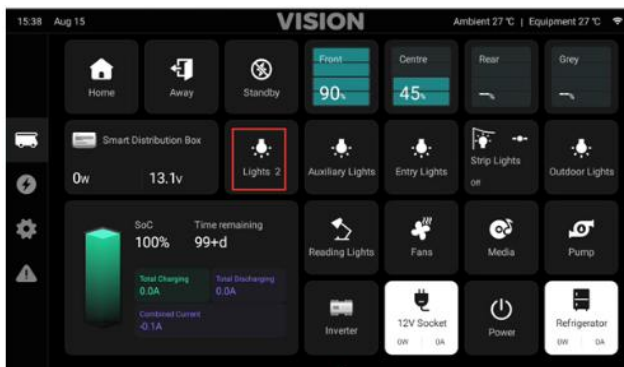 15:38 Aug 15 VISION Ambient 27 ℃ | Equipment 27 ℃
Home Away Standby Front Centre Rear Grey
90% 45% --% --%
Smart Distribution Box
0w 13.1v
Lights 2 Auxiliary Lights Entry Lights Strip Lights Outdoor Lights
Off
SoC Time remaining
100% 99+d
Total Charging Total Discharging
0.0A 0.0A
Combined Current
-0.1A
Reading Lights Fans Media Pump
Inverter 12V Socket Power Refrigerator
0W 0A 0W 0A